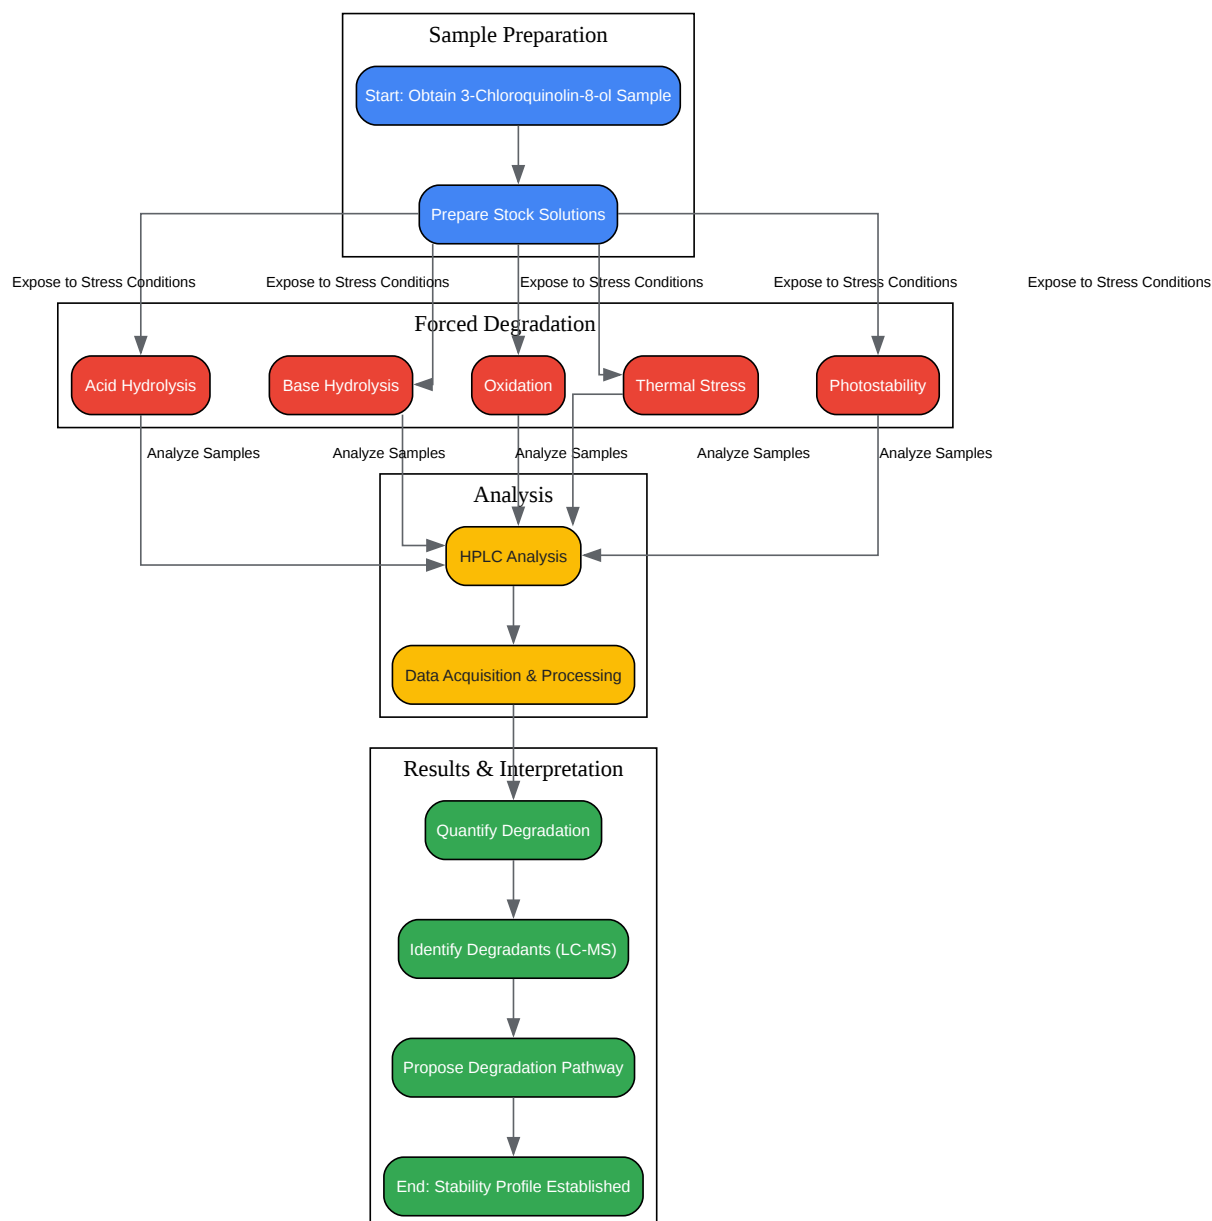 Sample Preparation
Start: Obtain 3-Chloroquinolin-8-ol Sample
Prepare Stock Solutions
Expose to Stress Conditions
Expose to Stress Conditions
Expose to Stress Conditions
Expose to Stress Conditions
Expose to Stress Conditions
Forced Degradation
Acid Hydrolysis
Base Hydrolysis
Oxidation
Thermal Stress
Photostability
Analyze Samples
Analyze Samples
Analyze Samples
Analyze Samples
Analyze Samples
Analysis
HPLC Analysis
Data Acquisition & Processing
Results & Interpretation
Quantify Degradation
Identify Degradants (LC-MS)
Propose Degradation Pathway
End: Stability Profile Established